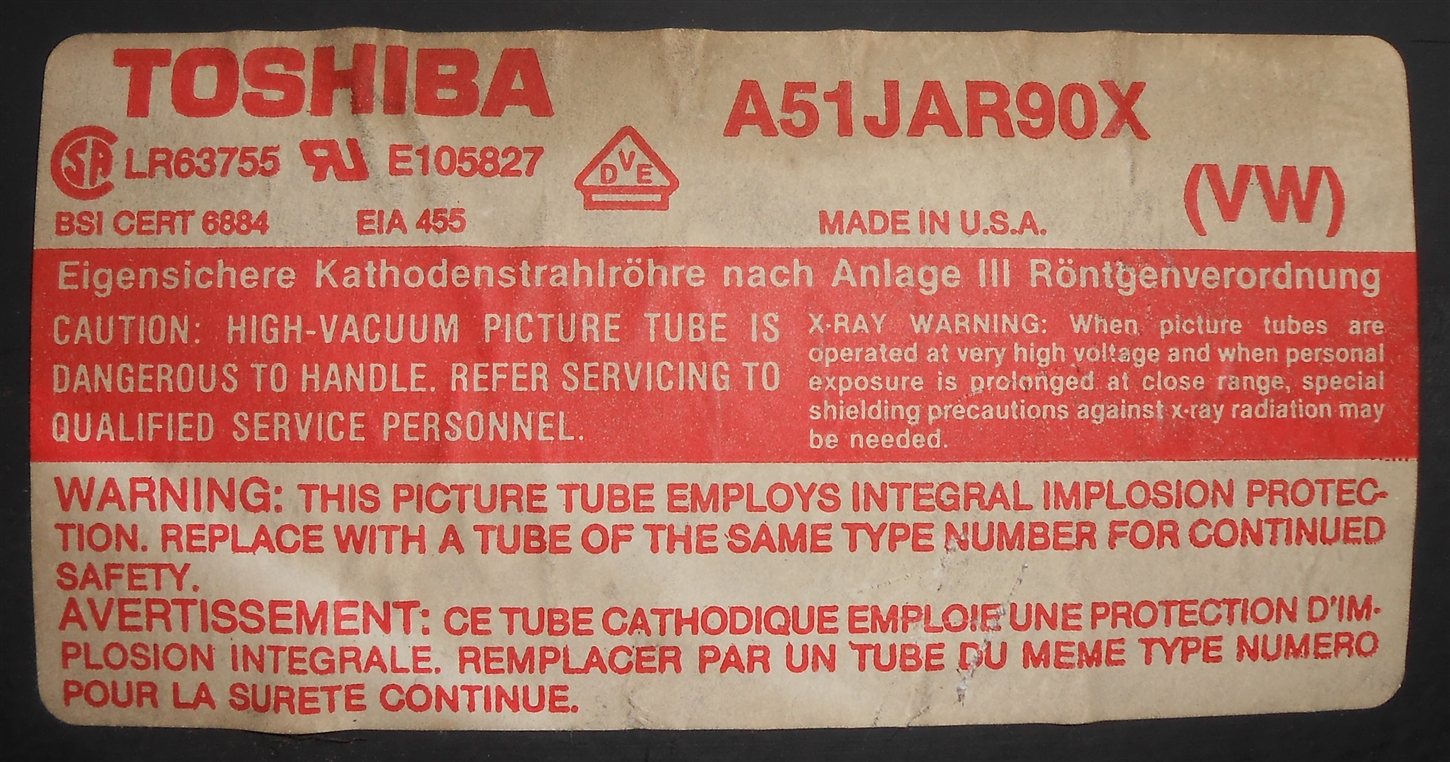 TOSHIBA
A51JAR90X
SA LR63755 RU E105827
DVE
(VW)
BSI CERT 6884 EIA 455
MADE IN U.S.A.
Eigensichere Kathodenstrahlröhre nach Anlage III Röntgenverordnung
CAUTION: HIGH-VACUUM PICTURE TUBE IS
DANGEROUS TO HANDLE. REFER SERVICING TO
QUALIFIED SERVICE PERSONNEL.
X-RAY WARNING: When picture tubes are
operated at very high voltage and when personal
exposure is prolonged at close range, special
shielding precautions against x-ray radiation may
be needed.
WARNING: THIS PICTURE TUBE EMPLOYS INTEGRAL IMPLOSION PROTEC-
TION. REPLACE WITH A TUBE OF THE SAME TYPE NUMBER FOR CONTINUED
SAFETY.
AVERTISSEMENT: CE TUBE CATHODIQUE EMPLOIE UNE PROTECTION D'IM-
PLOSION INTEGRALE. REMPLACER PAR UN TUBE DU MEME TYPE NUMERO
POUR LA SURETE CONTINUE.